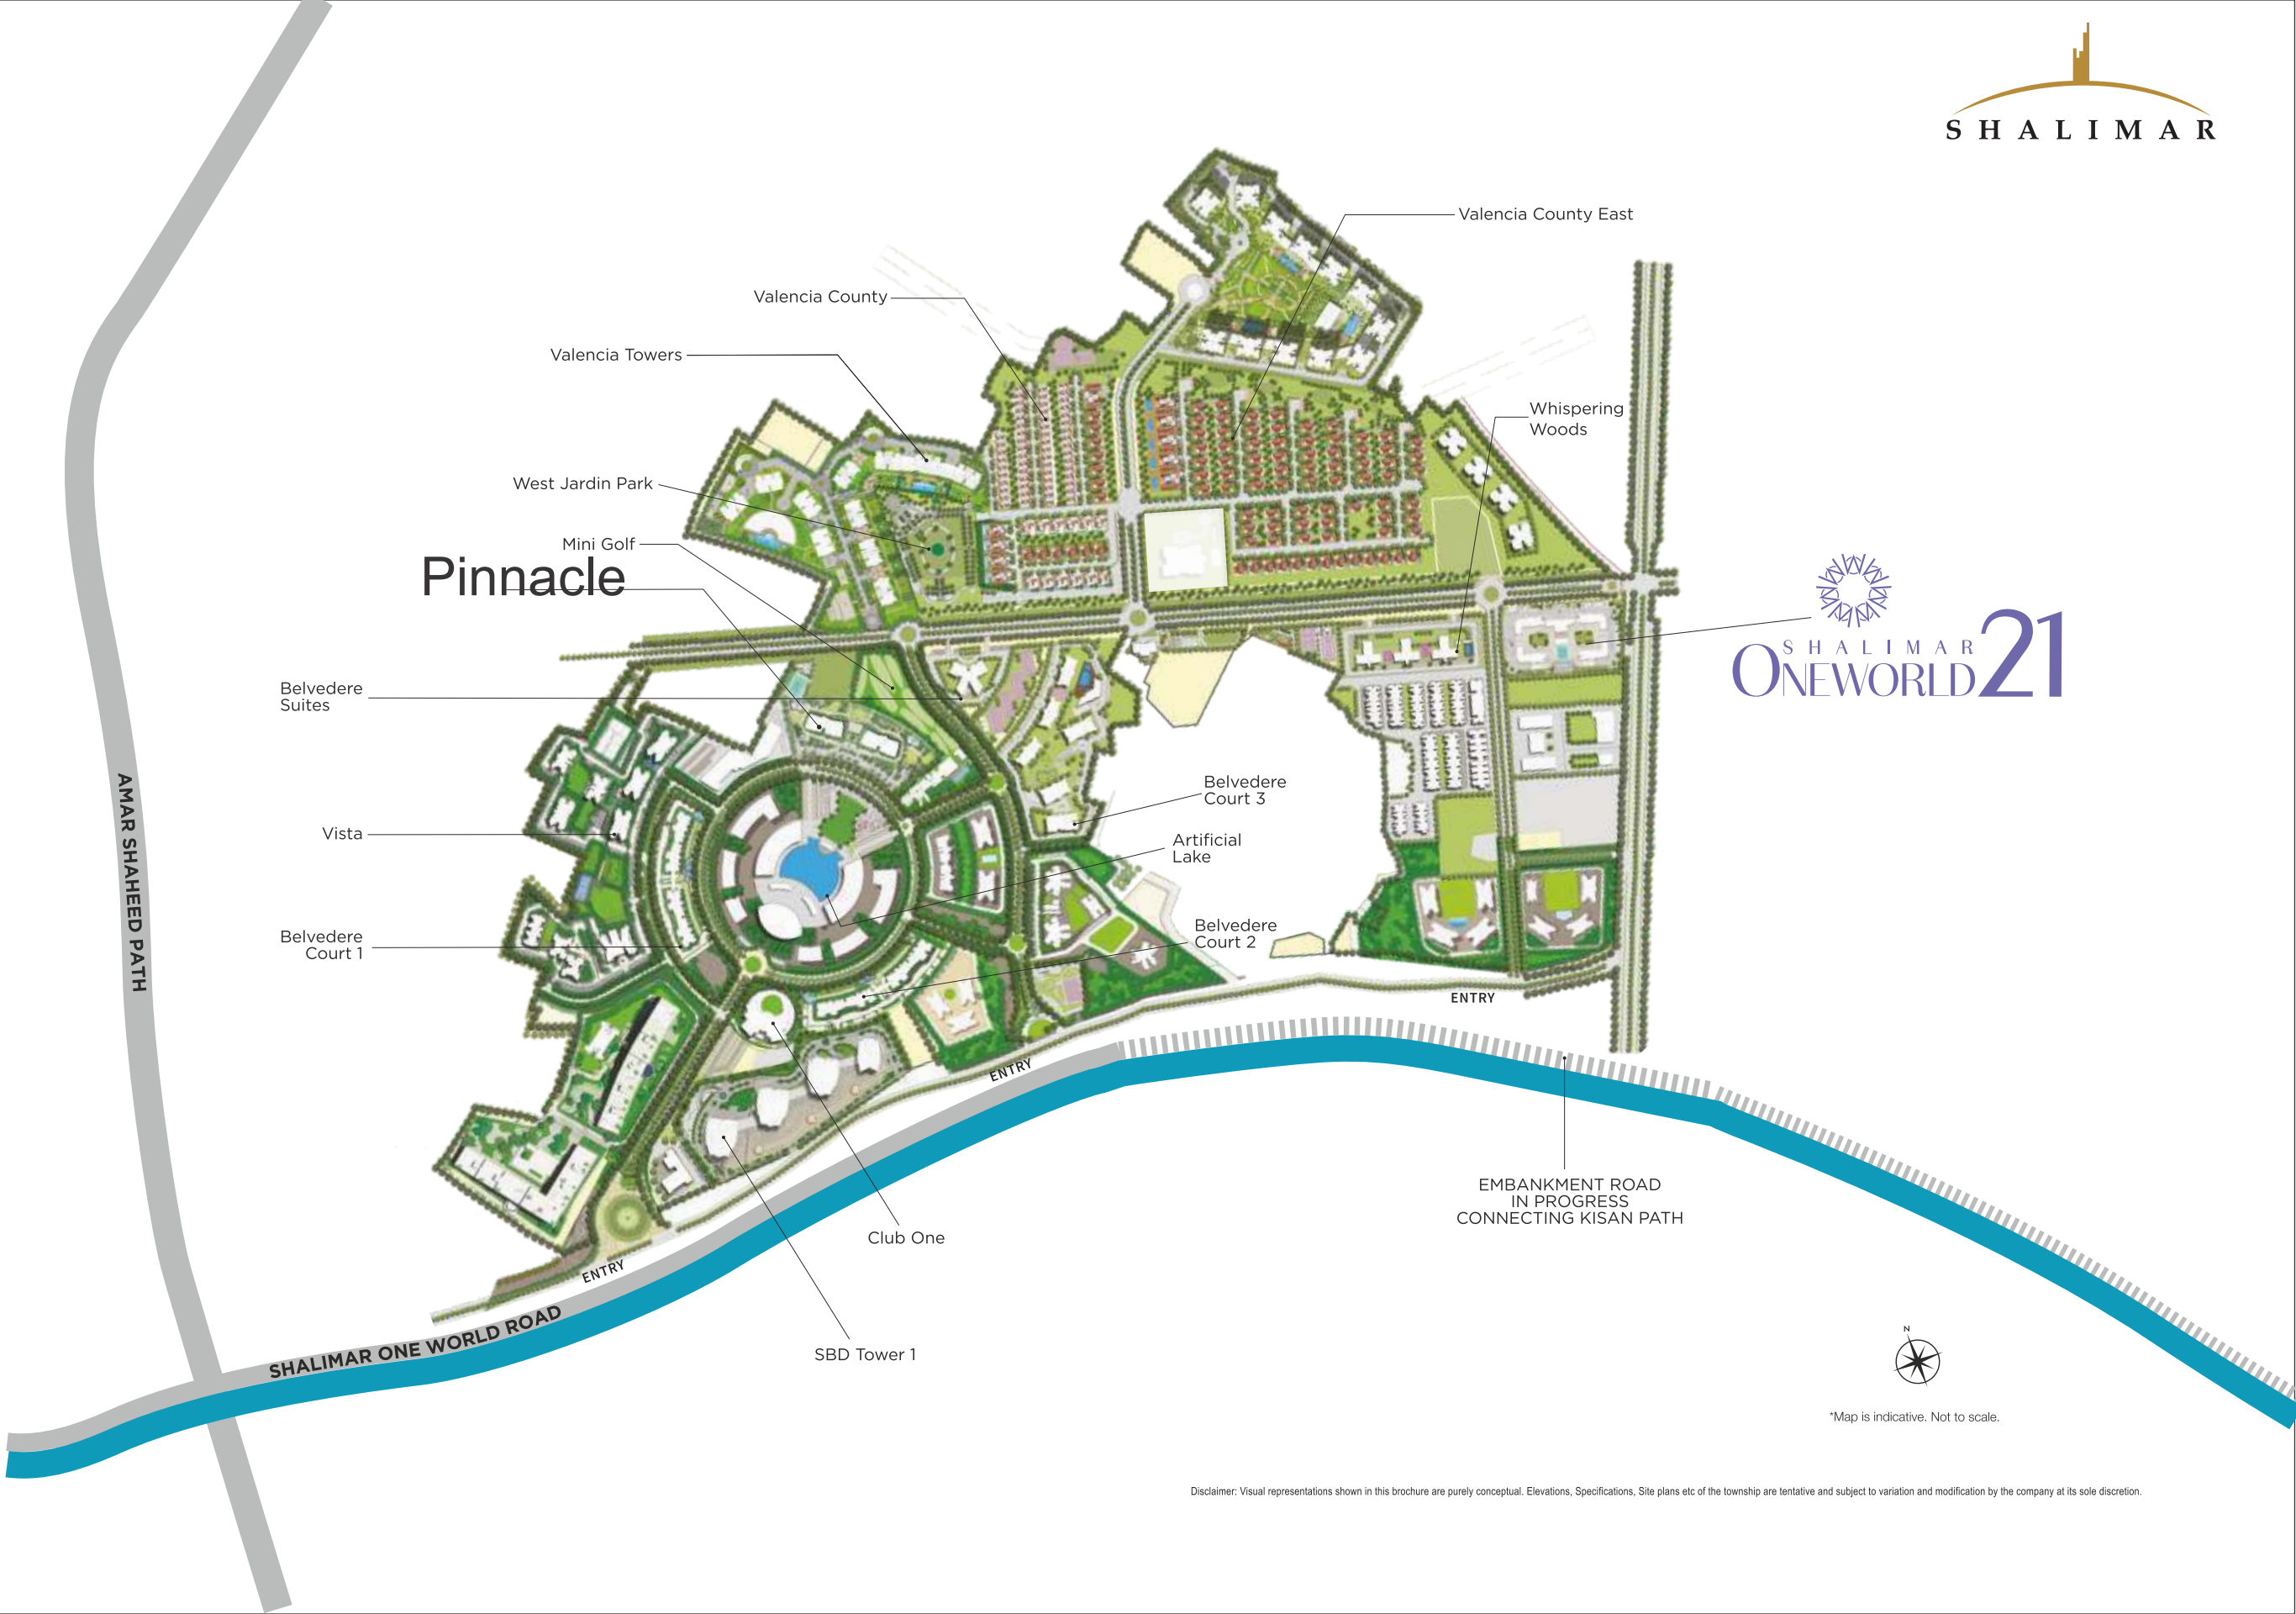 SHALIMAR
Valencia County East
Valencia County
Valencia Towers
Whispering
Woods
West Jardin Park
Mini Golf
Pinnacle
SHALIMAR
ONEWORLD 21
Belvedere
Suites
Belvedere
Court 3
Vista
Artificial
Lake
Belvedere
Court 1
Belvedere
Court 2
AMAR SHAHEED PATH
ENTRY
ENTRY
ENTRY
EMBANKMENT ROAD
IN PROGRESS
CONNECTING KISAN PATH
Club One
SBD Tower 1
SHALIMAR ONE WORLD ROAD
N
*Map is indicative. Not to scale.
Disclaimer: Visual representations shown in this brochure are purely conceptual. Elevations, Specifications, Site plans etc of the township are tentative and subject to variation and modification by the company at its sole discretion.